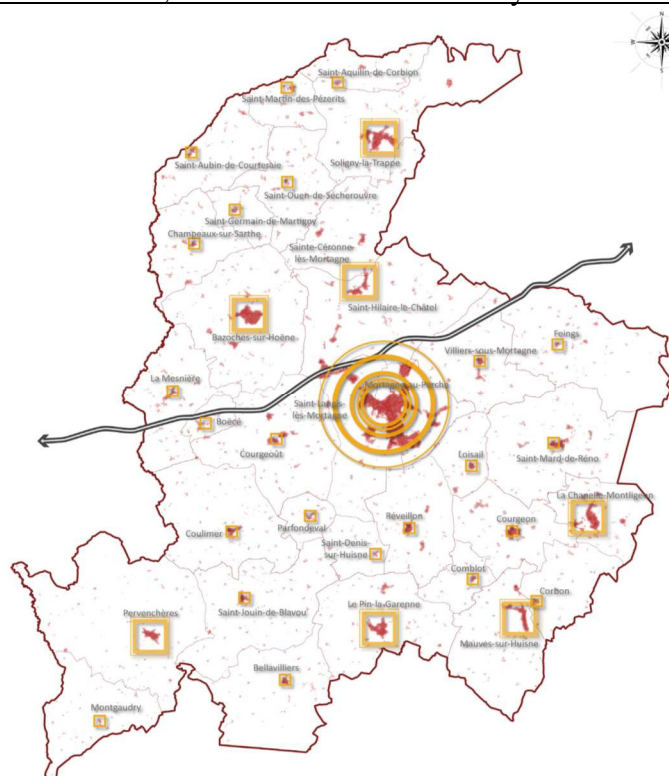 N
Saint-Aquilin-de-Corbion
Saint-Martin-des-Pézerits
Soligny-la-Trappe
Saint-Aubin-de-Courteraie
Saint-Ouen-de-Sécherouvre
Saint-Germain-de-Martigny
Champeaux-sur-Sarthe
Sainte-Céronne-
lès-Mortagne
Saint-Hilaire-le-Châtel
Bazoches-sur-Hoëne
Feings
Villiers-sous-Mortagne
La Mesnière
Mortagne-au-Perche
Saint-Langis-
lès-Mortagne
Boëcé
Courgeoût
Loisail
Saint-Mard-de-Réno
La Chapelle-Montligeon
Réveillon
Courgeon
Parfondeval
Coulimer
Saint-Denis-
sur-Huisne
Comblot
Corbon
Pervenchères
Saint-Jouin-de-Blavou
Le Pin-la-Garenne
Mauves-sur-Huisne
Bellavilliers
Montgaudry